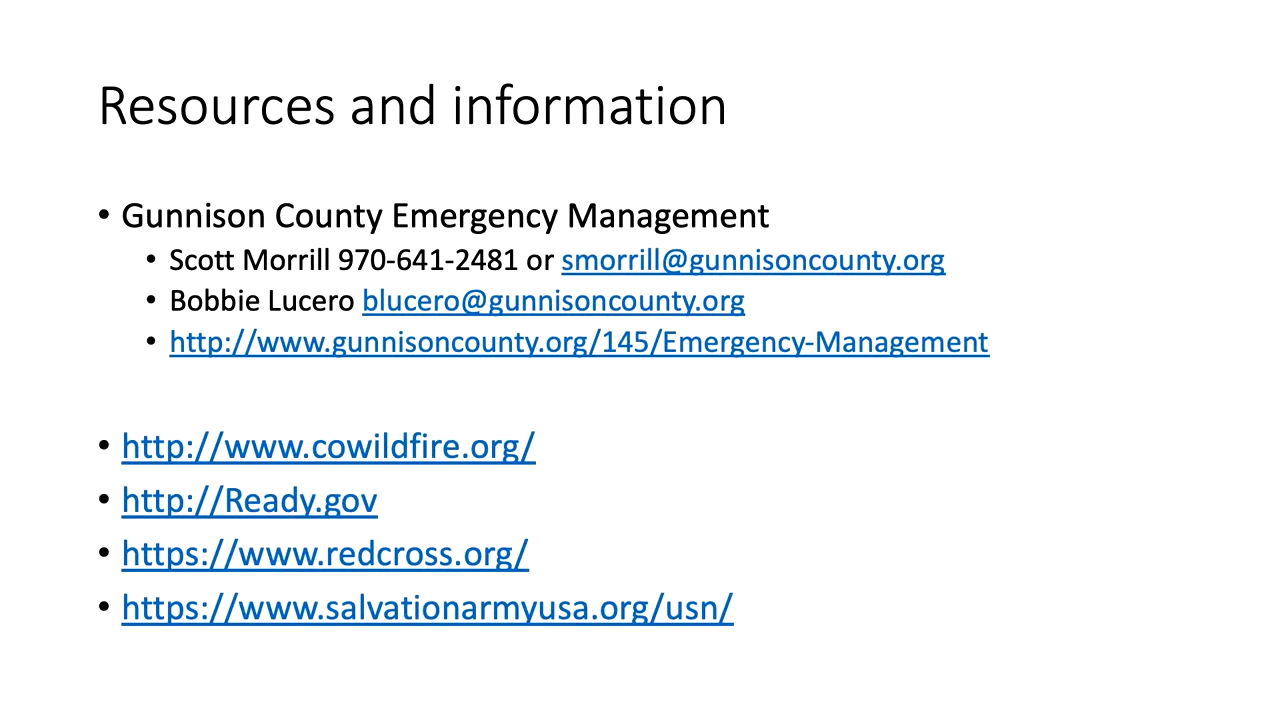 Resources and information
• Gunnison County Emergency Management
• Scott Morrill 970-641-2481 or smorrill@gunnisoncounty.org
• Bobbie Lucero blucero@gunnisoncounty.org
• http://www.gunnisoncounty.org/145/Emergency-Management
• http://www.cowildfire.org/
• http://Ready.gov
• https://www.redcross.org/
• https://www.salvationarmyusa.org/usn/